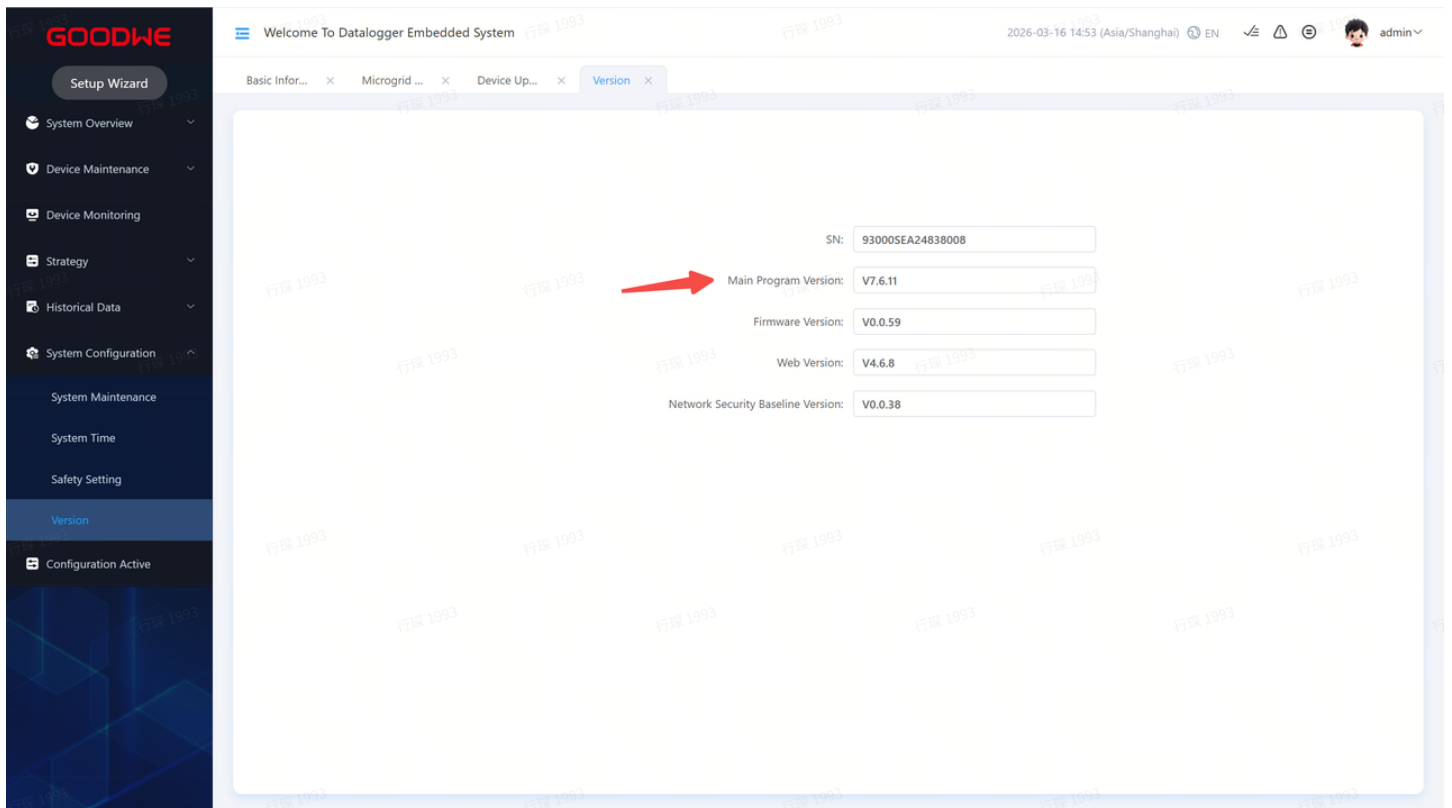 GOODWE
Welcome To Datalogger Embedded System
2026-03-16 14:53 (Asia/Shanghai) EN
admin
Setup Wizard
Basic Infor...
Microgrid ...
Device Up...
Version
System Overview
Device Maintenance
Device Monitoring
Strategy
Historical Data
System Configuration
System Maintenance
System Time
Safety Setting
Version
Configuration Active
SN: 93000SEA24838008
Main Program Version: V7.6.11
Firmware Version: V0.0.59
Web Version: V4.6.8
Network Security Baseline Version: V0.0.38
行琛 1993